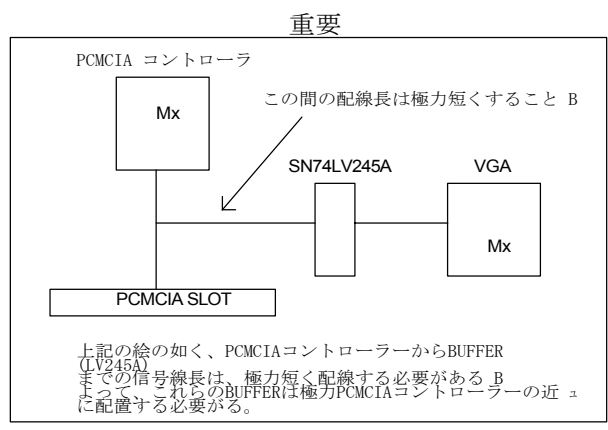 重要
PCMCIA コントローラ
Mx
この間の配線長は極力短くすること B
SN74LV245A
VGA
Mx
PCMCIA SLOT
上記の絵の如く、PCMCIAコントローラーからBUFFER
(LV245A)
までの信号線長は、極力短く配線する必要がある B
よって、これらのBUFFERは極力PCMCIAコントローラーの近 ュ
に配置する必要がる。